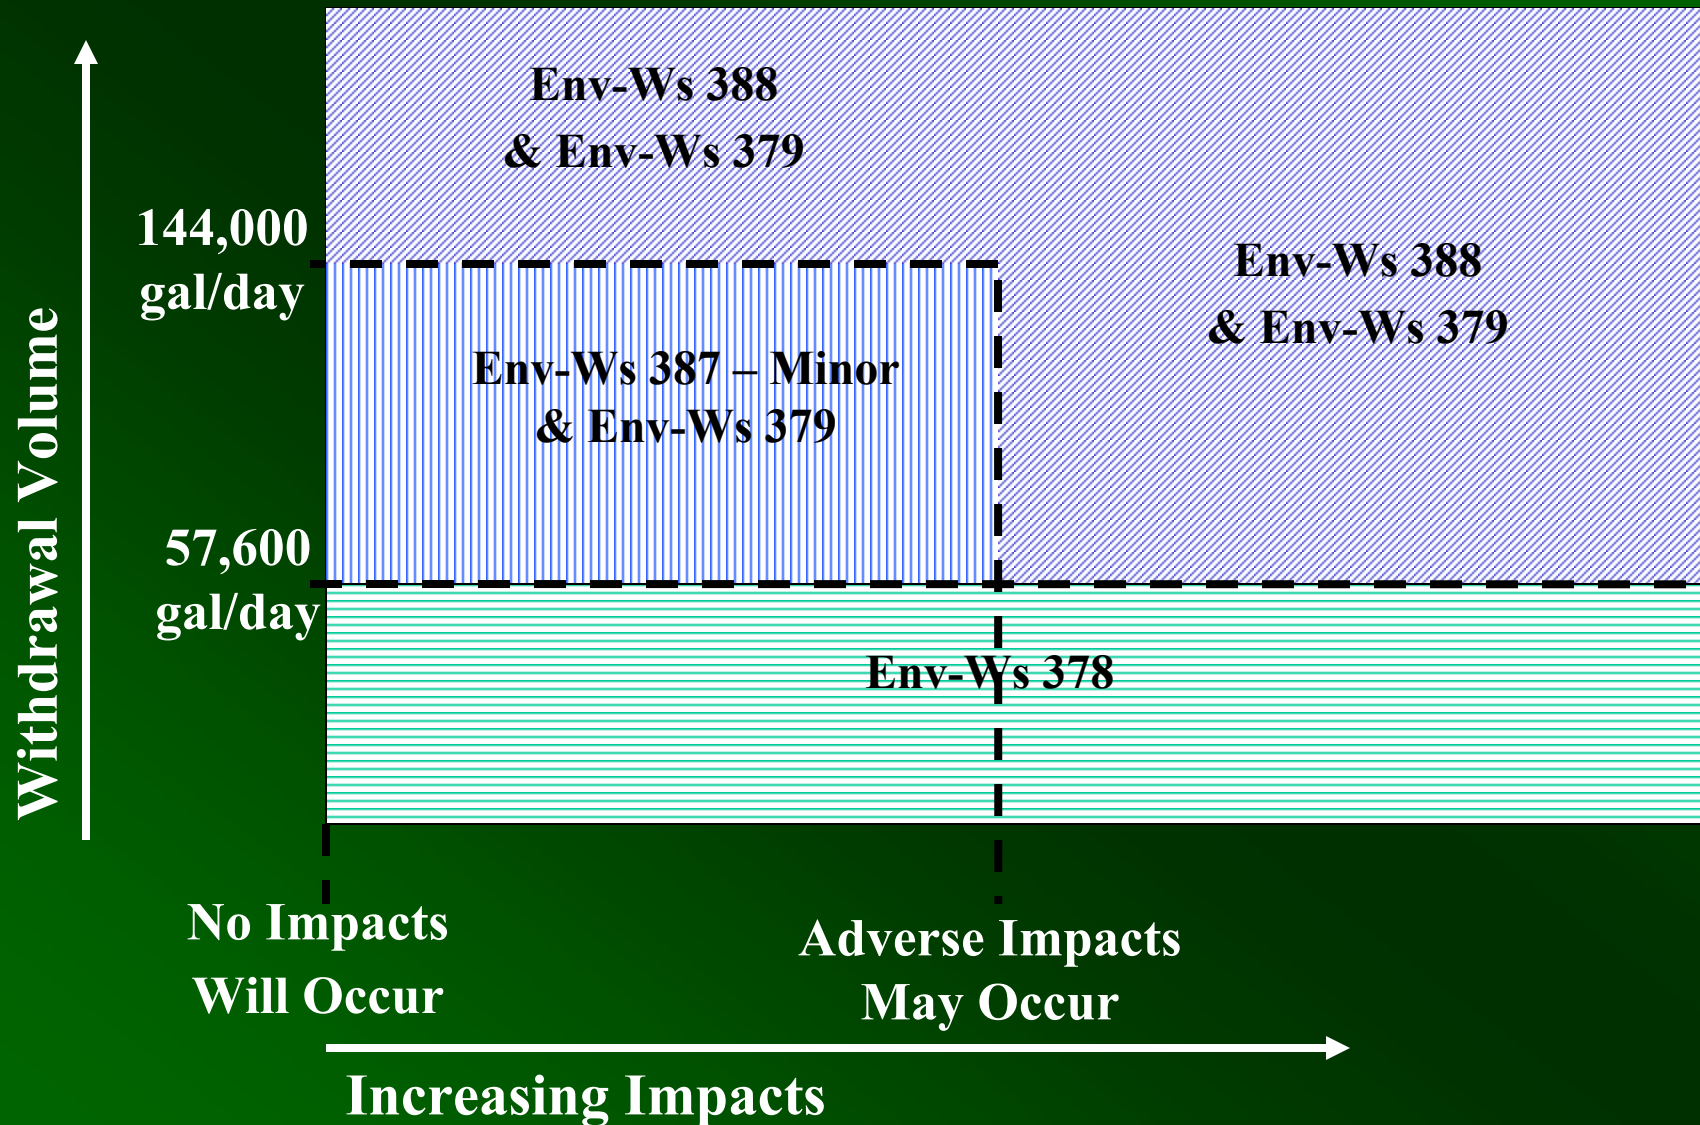 Env-Ws 388
& Env-Ws 379
144,000
gal/day
Env-Ws 388
& Env-Ws 379
Env-Ws 387 – Minor
& Env-Ws 379
Withdrawal Volume
57,600
gal/day
Env-Ws 378
No Impacts
Will Occur
Adverse Impacts
May Occur
Increasing Impacts